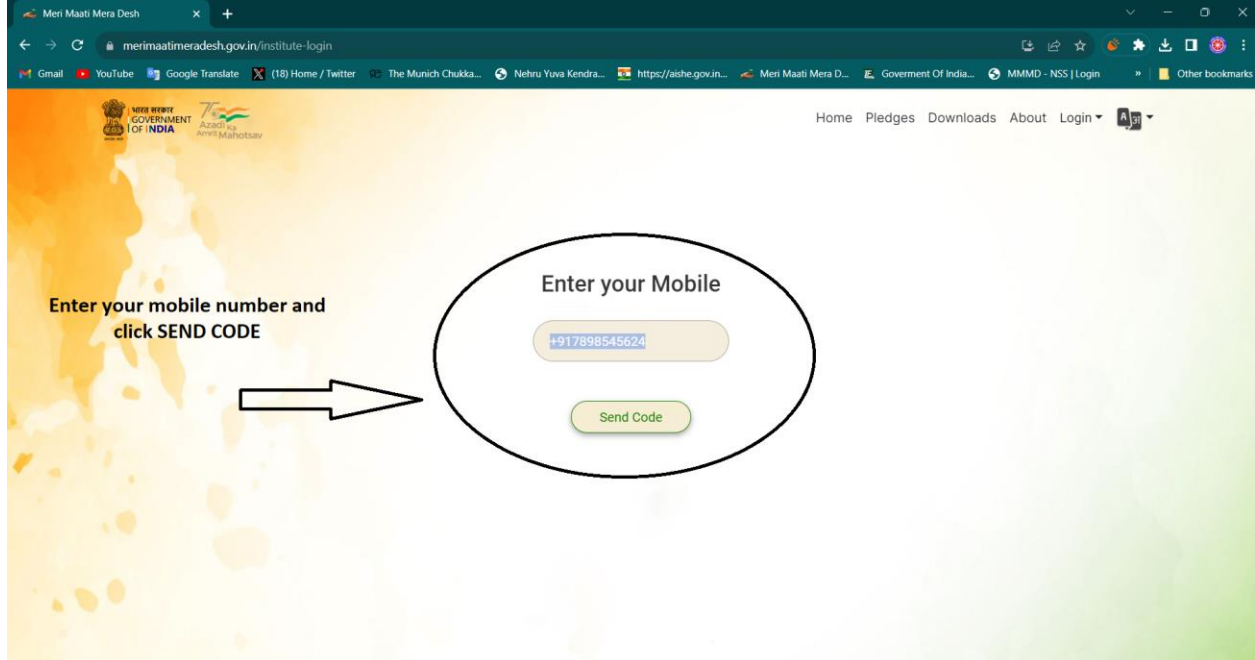 Meri Maati Mera Desh
merimaatimeradesh.gov.in/institute-login
Gmail YouTube Google Translate (18) Home / Twitter The Munich Chukka... Nehru Yuva Kendra... https://aishe.gov.in... Meri Maati Mera D... Goverment Of India... MMMD - NSS | Login » Other bookmarks
भारत सरकार
GOVERNMENT
OF INDIA
Azadi Ka
Amrit Mahotsav
Home Pledges Downloads About Login
Enter your Mobile
Enter your mobile number and
click SEND CODE
+917898545624
Send Code